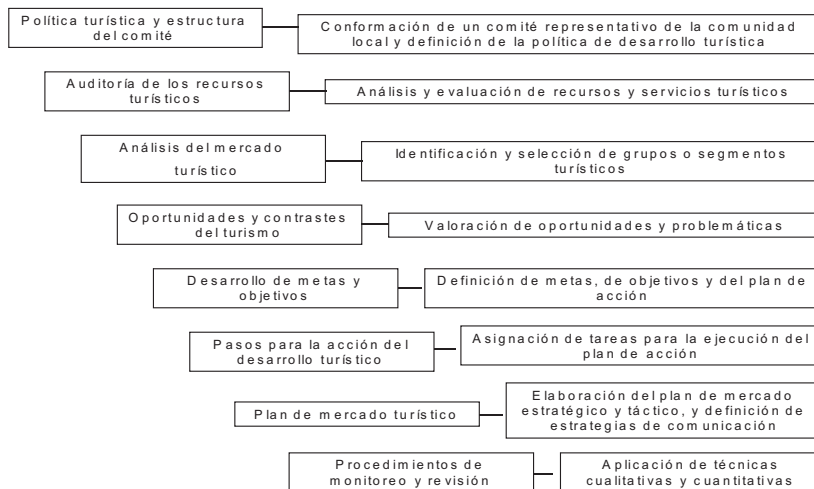 Política turística y estructura
del comité
Conformación de un comité representativo de la comunidad
local y definición de la política de desarrollo turística
Auditoría de los recursos
turísticos
Análisis y evaluación de recursos y servicios turísticos
Análisis del mercado
turístico
Identificación y selección de grupos o segmentos
turísticos
Oportunidades y contrastes
del turismo
Valoración de oportunidades y problemáticas
Desarrollo de metas y
objetivos
Definición de metas, de objetivos y del plan de
acción
Pasos para la acción del
desarrollo turístico
Asignación de tareas para la ejecución del
plan de acción
Plan de mercado turístico
Elaboración del plan de mercado
estratégico y táctico, y definición de
estrategias de comunicación
Procedimientos de
monitoreo y revisión
Aplicación de técnicas
cualitativas y cuantitativas